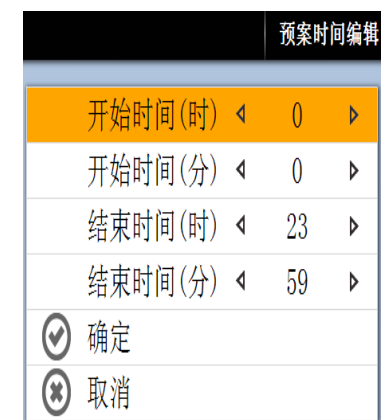 预案时间编辑
开始时间(时) 0
开始时间(分) 0
结束时间(时) 23
结束时间(分) 59
确定
取消